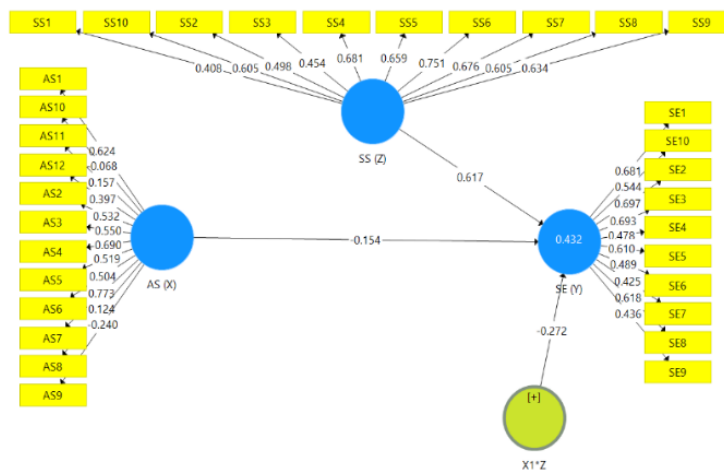 SS1 SS10 SS2 SS3 SS4 SS5 SS6 SS7 SS8 SS9
0.408 0.605 0.498 0.454 0.681 0.659 0.751 0.676 0.605 0.634
SS (Z)
AS1
AS10
AS11
AS12
AS2
AS3
AS4
AS5
AS6
AS7
AS8
AS9
0.624
0.068
0.157
0.397
0.532
0.550
0.690
0.519
0.504
0.773
0.124
-0.240
AS (X)
0.617
-0.154
-0.272
0.432
SE (Y)
SE1
SE10
SE2
SE3
SE4
SE5
SE6
SE7
SE8
SE9
0.681
0.544
0.697
0.693
0.478
0.610
0.489
0.425
0.618
0.436
[+]
X1*Z